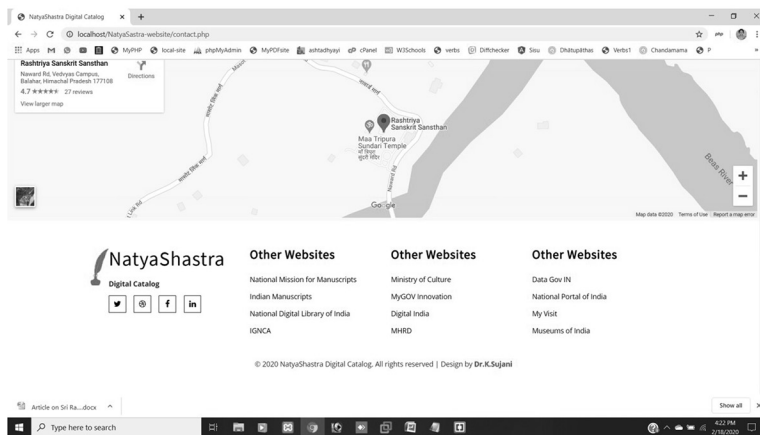 NatyaShastra Digital Catalog
localhost/NatyaSastra-website/contact.php
Apps
MyPHP
local-site
phpMyAdmin
MyPDFsite
ashtadhyayi
cPanel
W3Schools
verbs
Diffchecker
Sisu
Dhātupāthas
Verbs1
Chandamama
P
»
Rashtriya Sanskrit Sansthan
Naward Rd, Vedvyas Campus,
Balahar, Himachal Pradesh 177108
Directions
4.7 ★★★★★ 27 reviews
View larger map
Rashtriya
Sanskrit Sansthan
Maa Tripura
Sundari Temple
माँ त्रिपुरा
सुंदरी मंदिर
Naward Rd
Link Rd
Beas River
Google
Map data ©2020 Terms of Use Report a map error
NatyaShastra
Digital Catalog
Other Websites
National Mission for Manuscripts
Indian Manuscripts
National Digital Library of India
IGNCA
Other Websites
Ministry of Culture
MyGOV Innovation
Digital India
MHRD
Other Websites
Data Gov IN
National Portal of India
My Visit
Museums of India
© 2020 NatyaShastra Digital Catalog. All rights reserved | Design by Dr.K.Sujani
Article on Sri Ra....docx
Show all
Type here to search
4:22 PM
2/18/2020